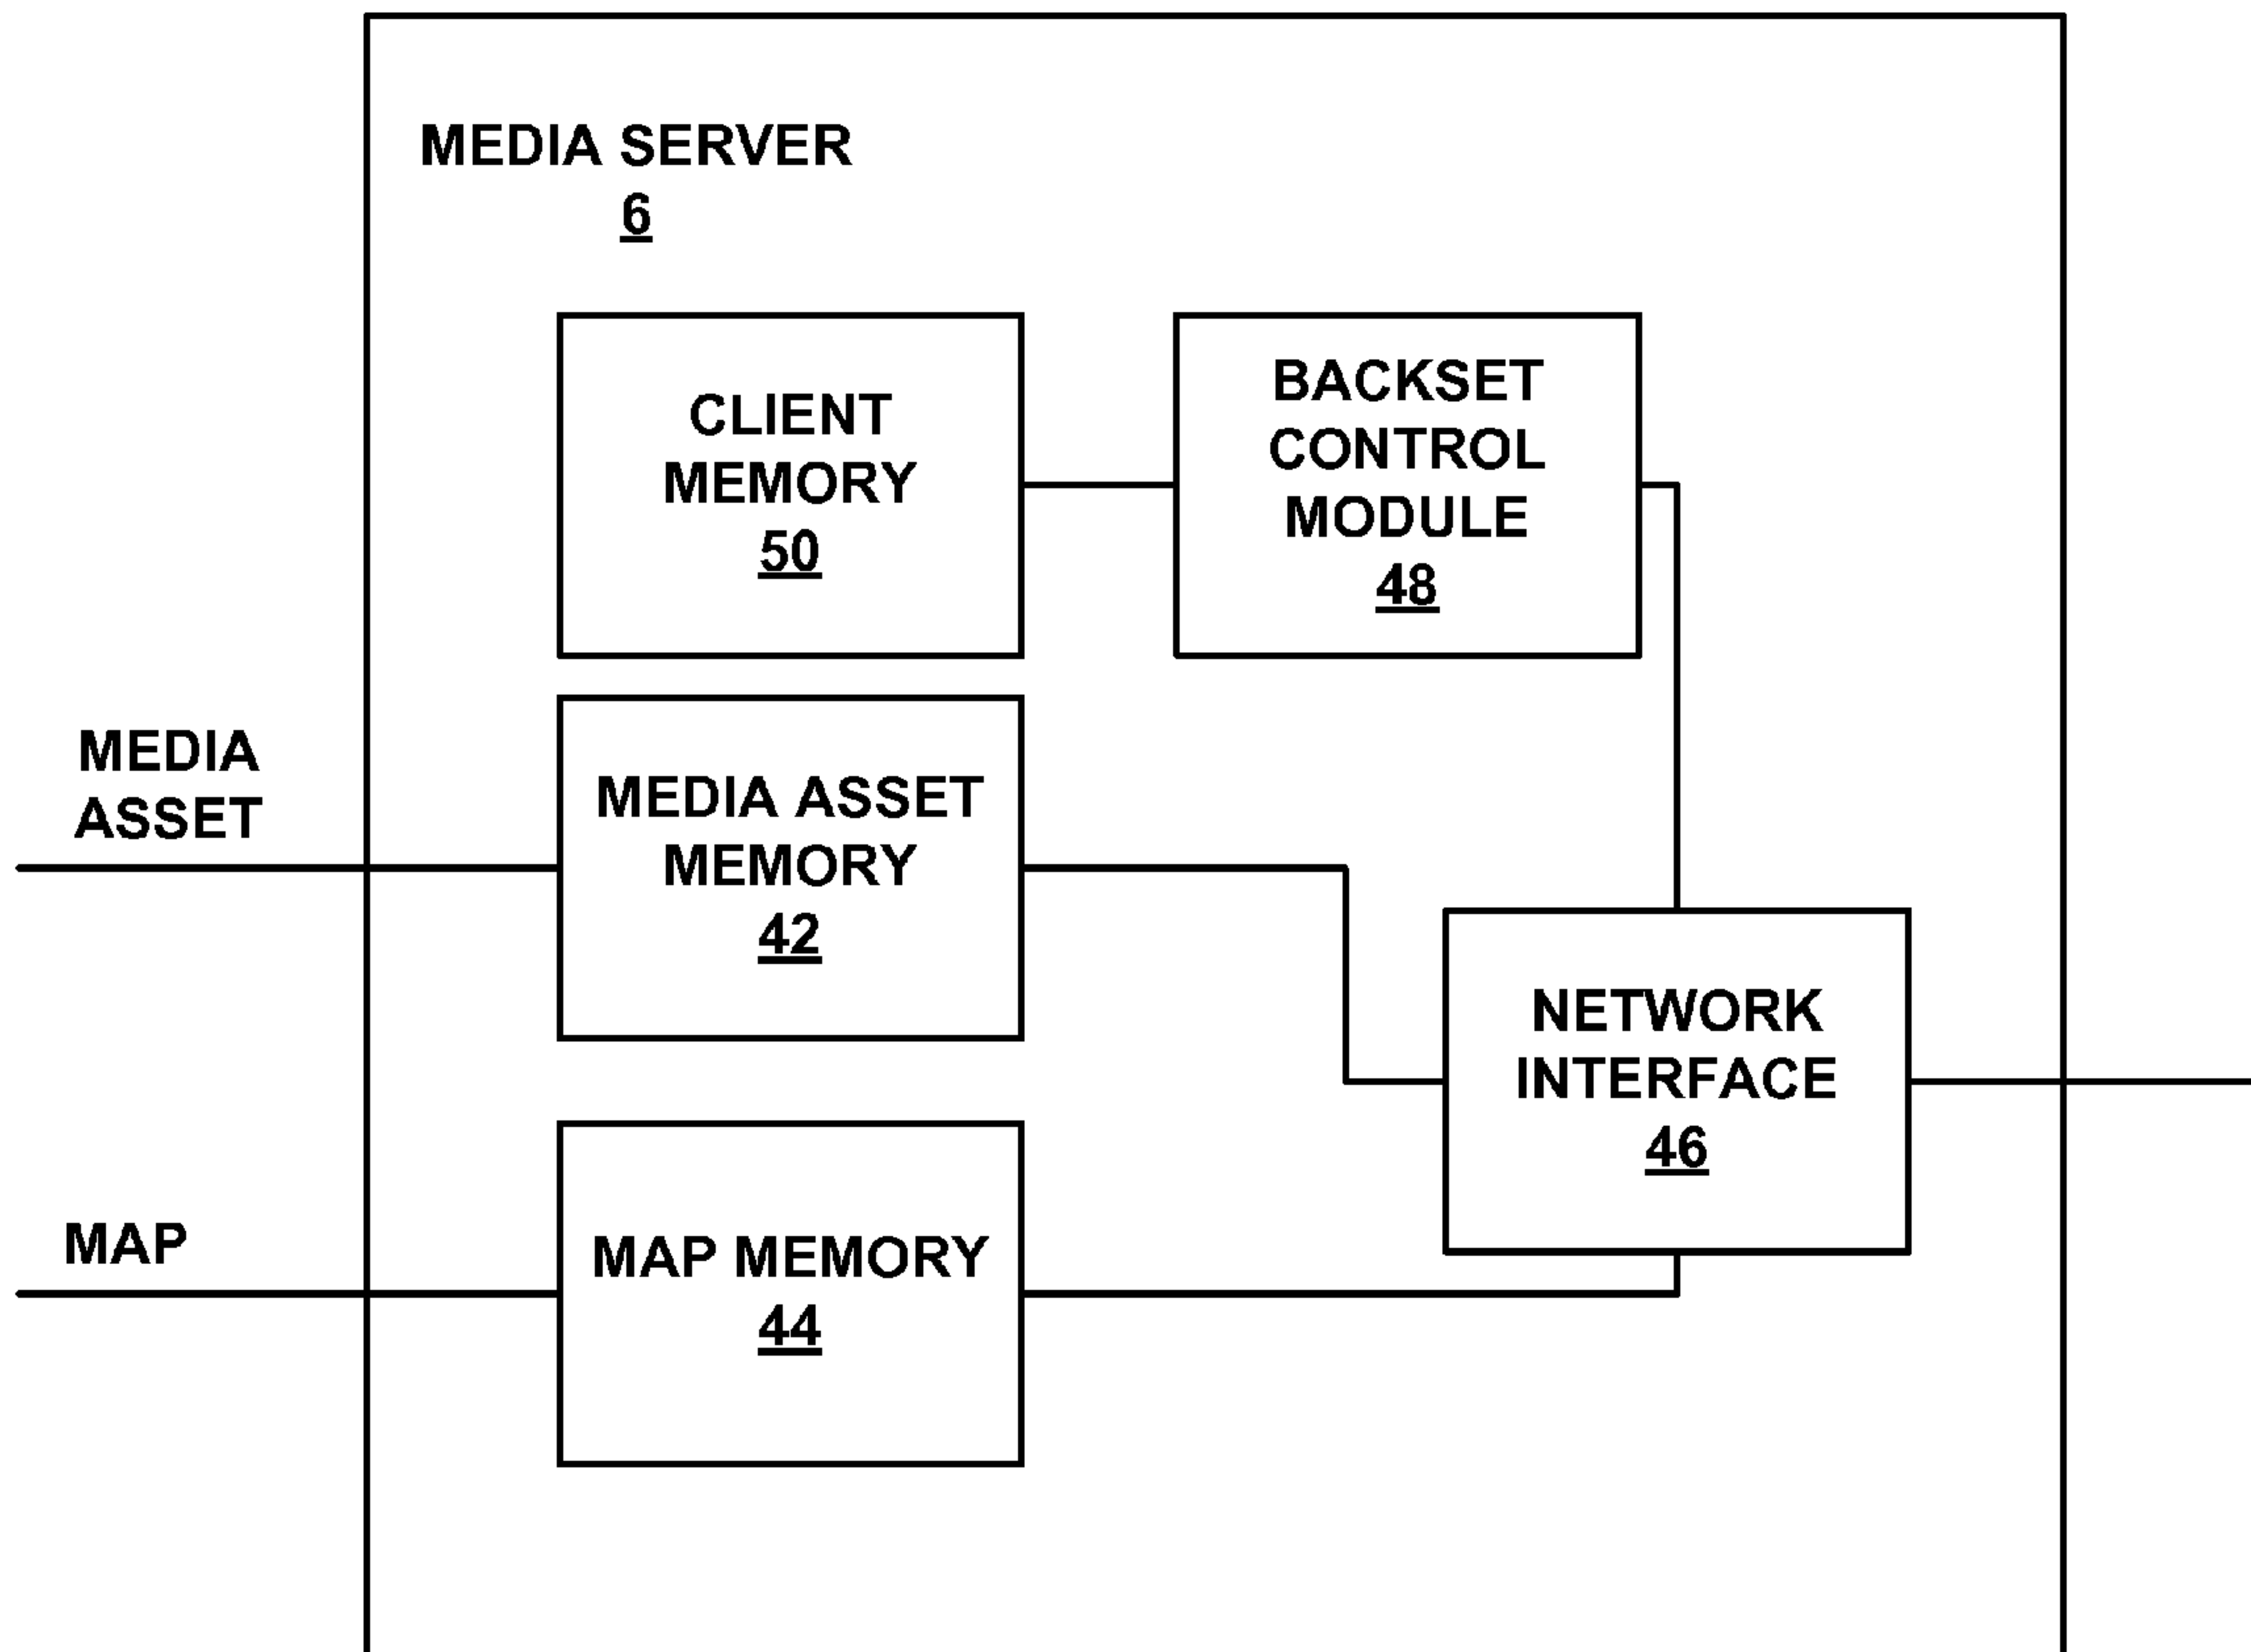 MEDIA SERVER
6
CLIENT
MEMORY
50
BACKSET
CONTROL
MODULE
48
MEDIA
ASSET
MEDIA ASSET
MEMORY
42
NETWORK
INTERFACE
46
MAP
MAP MEMORY
44